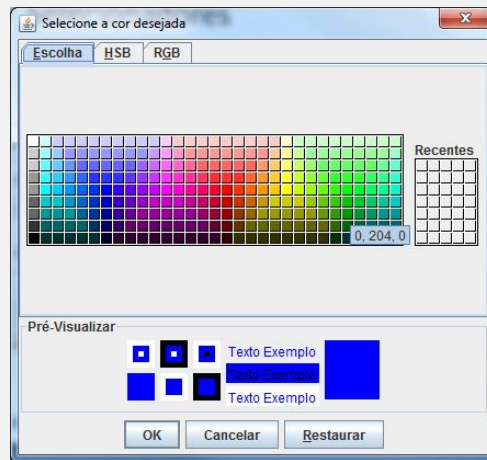 Selecione a cor desejada
Escolha HSB RGB
Recentes
0, 204, 0
Pré-Visualizar
Texto Exemplo
Texto Exemplo
Texto Exemplo
OK Cancelar Restaurar